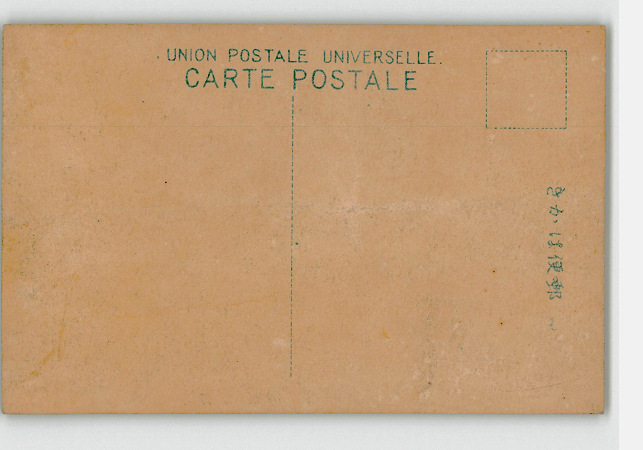 UNION POSTALE UNIVERSELLE.
CARTE POSTALE
きかは便郵